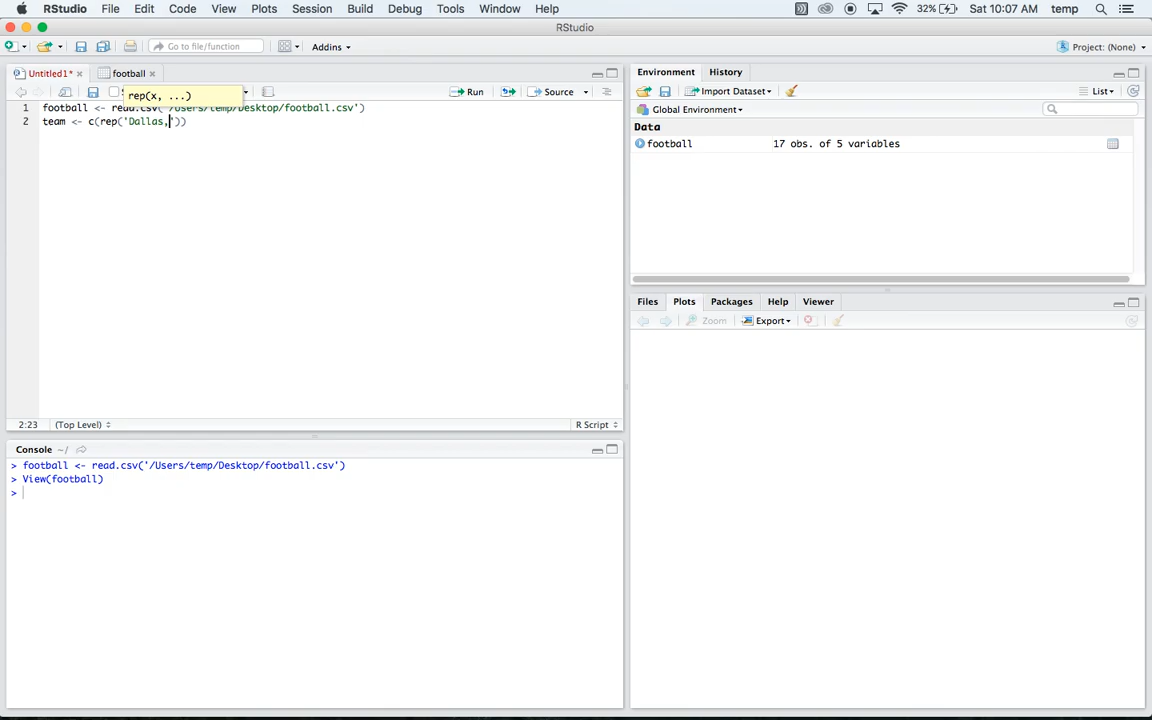 RStudio File Edit Code View Plots Session Build Debug Tools Window Help 32% Sat 10:07 AM temp
RStudio
Go to file/function Addins Project: (None)
Untitled1* football
rep(x, ...) Run Source
1 football <- read.csv('/Users/temp/Desktop/football.csv')
2 team <- c(rep('Dallas,'))
2:23 (Top Level) R Script
Console ~/
> football <- read.csv('/Users/temp/Desktop/football.csv')
> View(football)
>
Environment History
Import Dataset List
Global Environment
Data
football 17 obs. of 5 variables
Files Plots Packages Help Viewer
Zoom Export